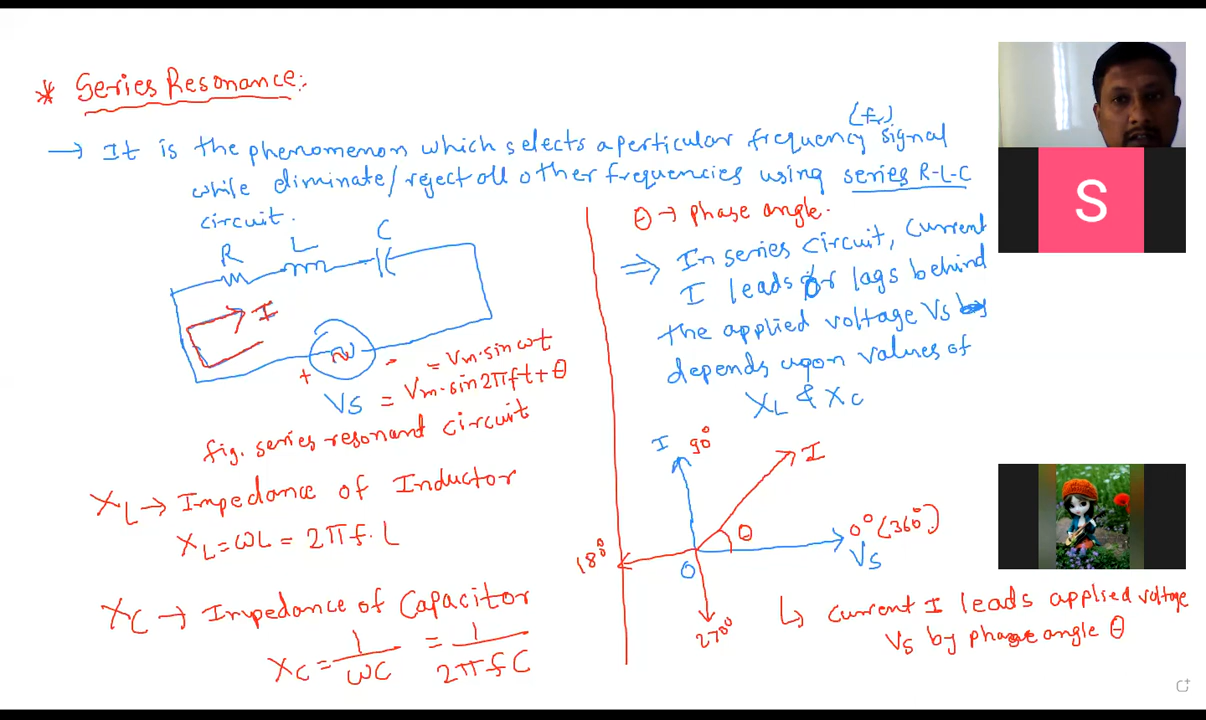 * Series Resonance:
(fr)
→ It is the phenomenon which selects a perticular frequency signal
while eliminate/reject all other frequencies using series R-L-C
circuit.
R L C
I
+ -
= Vm·sin ωt
VS = Vm·sin 2πft+θ
fig. series resonant circuit
XL → Impedance of Inductor
XL = ωL = 2πf·L
XC → Impedance of Capacitor
XC = 1/ωC = 1/2πfC
θ → phase angle.
⇒ In series circuit, current
I leads or lags behind
the applied voltage VS
depends upon values of
XL & XC
I 90°
I
θ
0° (360°)
VS
180°
O
270°
↳ current I leads applied voltage
VS by phase angle θ
S